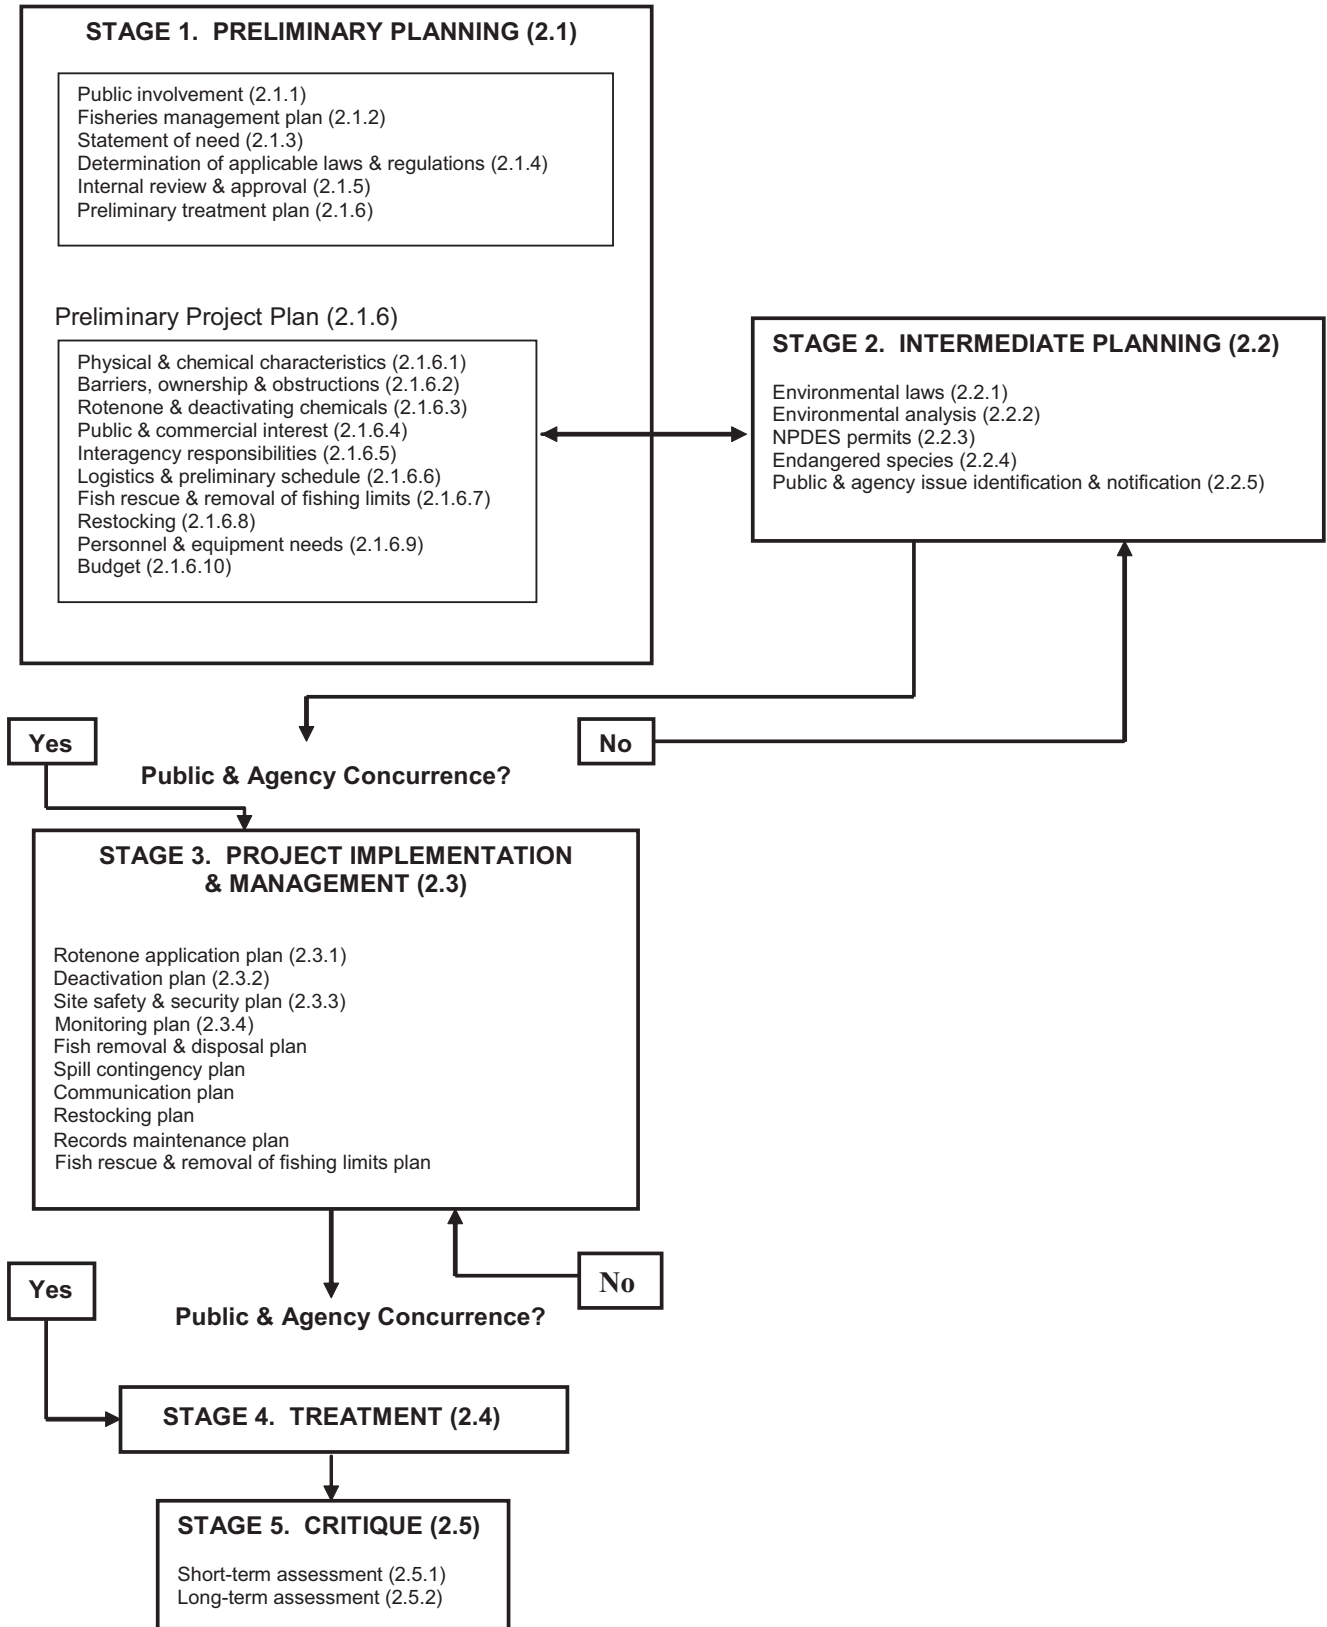 STAGE 1.  PRELIMINARY PLANNING (2.1)
Public involvement (2.1.1)
Fisheries management plan (2.1.2)
Statement of need (2.1.3)
Determination of applicable laws & regulations (2.1.4)
Internal review & approval (2.1.5)
Preliminary treatment plan (2.1.6)
Preliminary Project Plan (2.1.6)
Physical & chemical characteristics (2.1.6.1)
Barriers, ownership & obstructions (2.1.6.2)
Rotenone & deactivating chemicals (2.1.6.3)
Public & commercial interest (2.1.6.4)
Interagency responsibilities (2.1.6.5)
Logistics & preliminary schedule (2.1.6.6)
Fish rescue & removal of fishing limits (2.1.6.7)
Restocking (2.1.6.8)
Personnel & equipment needs (2.1.6.9)
Budget (2.1.6.10)
STAGE 2.  INTERMEDIATE PLANNING (2.2)
Environmental laws (2.2.1)
Environmental analysis (2.2.2)
NPDES permits (2.2.3)
Endangered species (2.2.4)
Public & agency issue identification & notification (2.2.5)
Yes
No
Public & Agency Concurrence?
STAGE 3.  PROJECT IMPLEMENTATION
& MANAGEMENT (2.3)
Rotenone application plan (2.3.1)
Deactivation plan (2.3.2)
Site safety & security plan (2.3.3)
Monitoring plan (2.3.4)
Fish removal & disposal plan
Spill contingency plan
Communication plan
Restocking plan
Records maintenance plan
Fish rescue & removal of fishing limits plan
Yes
No
Public & Agency Concurrence?
STAGE 4.  TREATMENT (2.4)
STAGE 5.  CRITIQUE (2.5)
Short-term assessment (2.5.1)
Long-term assessment (2.5.2)